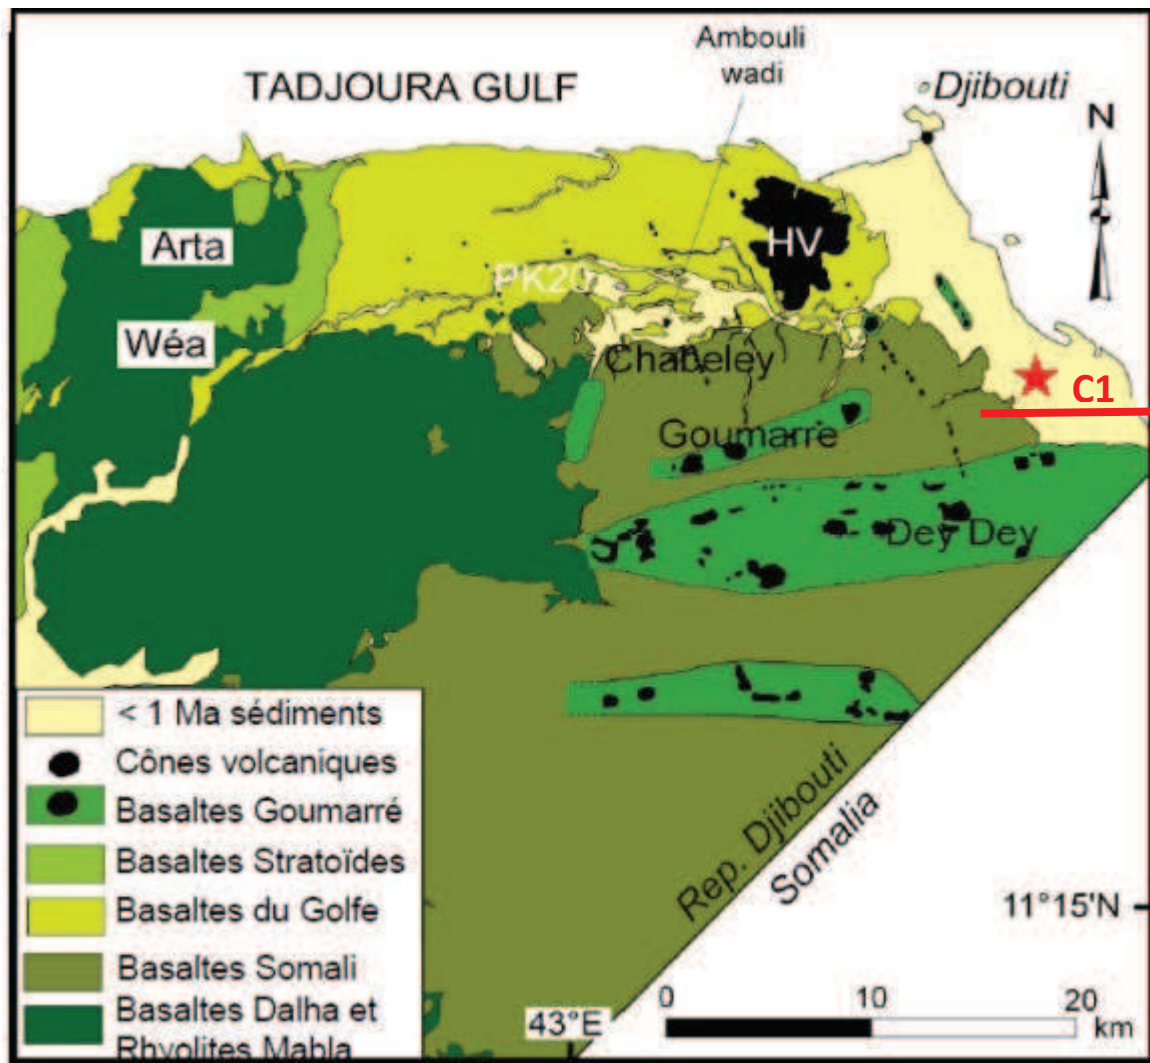 Ambouli
wadi
TADJOURA GULF
Djibouti
N
Arta
HV
PK20
Wéa
Chabeley
C1
Goumarre
Dey Dey
< 1 Ma sédiments
Cônes volcaniques
Basaltes Goumarré
Basaltes Stratoïdes
Basaltes du Golfe
Basaltes Somali
Basaltes Dalha et
Rhyolites Mabla
Rep. Djibouti
Somalia
11°15'N
43°E
0 10 20
km